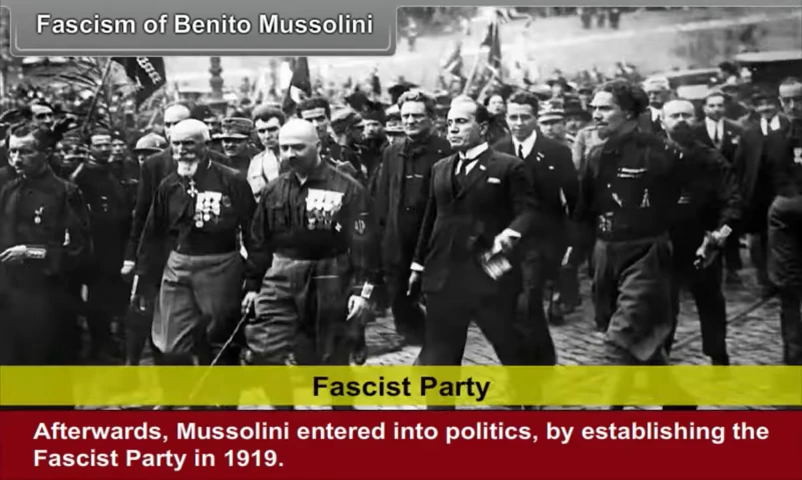 Fascism of Benito Mussolini
Fascist Party
Afterwards, Mussolini entered into politics, by establishing the
Fascist Party in 1919.